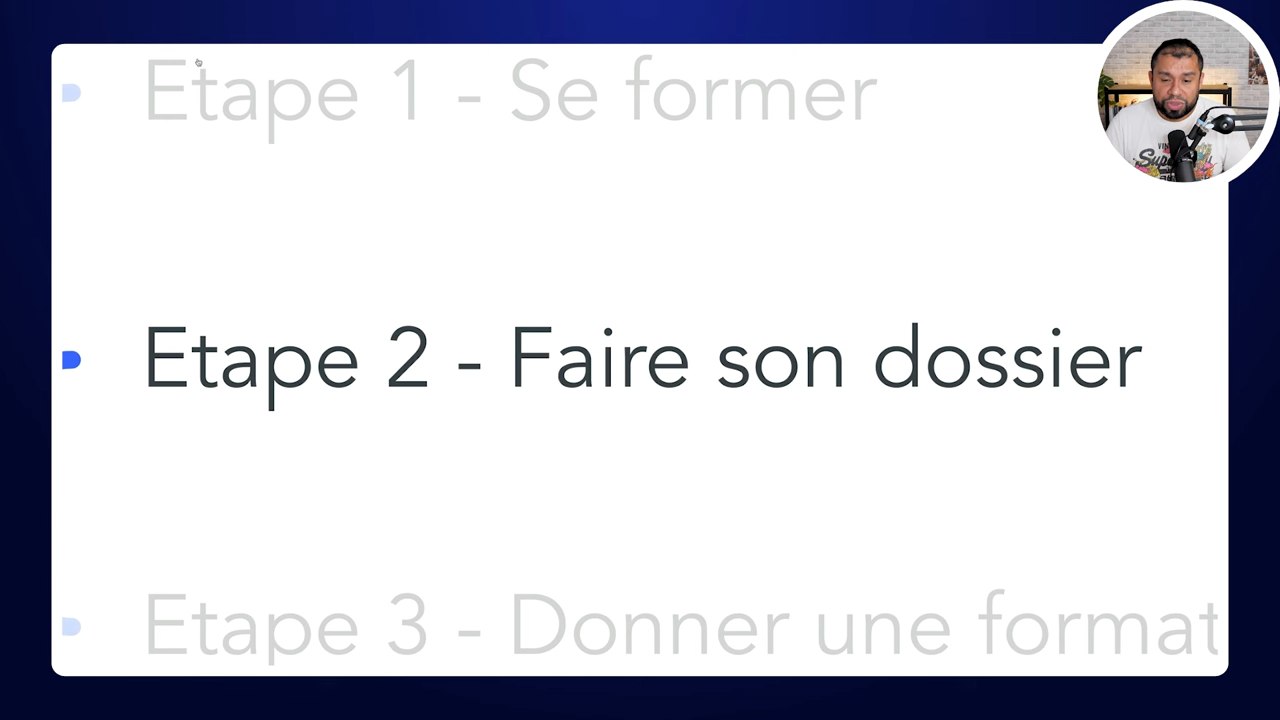 Etape 1 - Se former
Etape 2 - Faire son dossier
Etape 3 - Donner une format